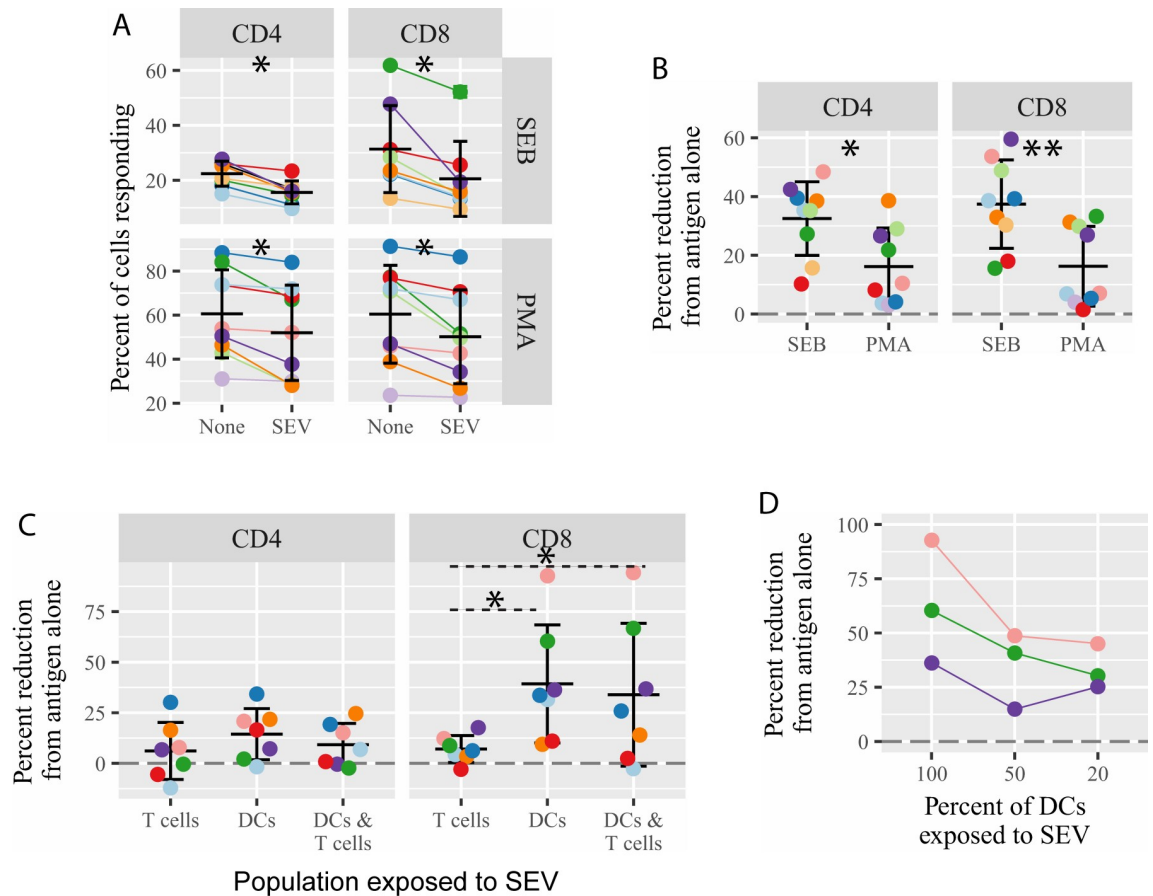 A
CD4
CD8
*
*
60
40
20
SEB
*
*
80
60
40
20
PMA
Percent of cells responding
None
SEV
None
SEV
B
CD4
CD8
*
**
60
40
20
0
Percent reduction
from antigen alone
SEB
PMA
SEB
PMA
C
CD4
CD8
*
*
75
50
25
0
Percent reduction
from antigen alone
T cells
DCs
DCs &
T cells
T cells
DCs
DCs &
T cells
Population exposed to SEV
D
100
75
50
25
0
Percent reduction
from antigen alone
100
50
20
Percent of DCs
exposed to SEV